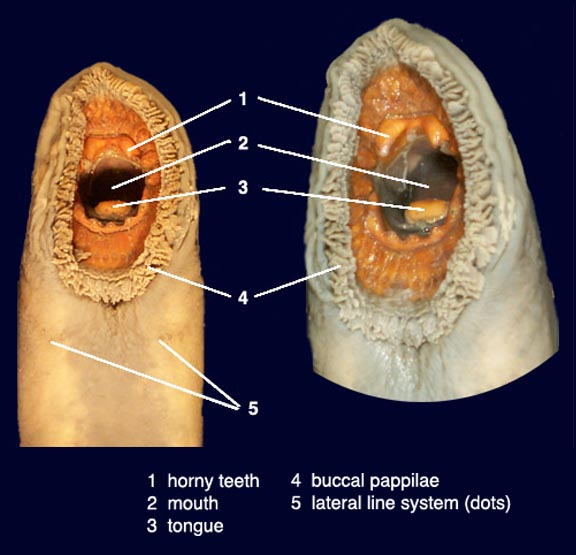 1
2
3
4
5
1 horny teeth
2 mouth
3 tongue
4 buccal pappilae
5 lateral line system (dots)